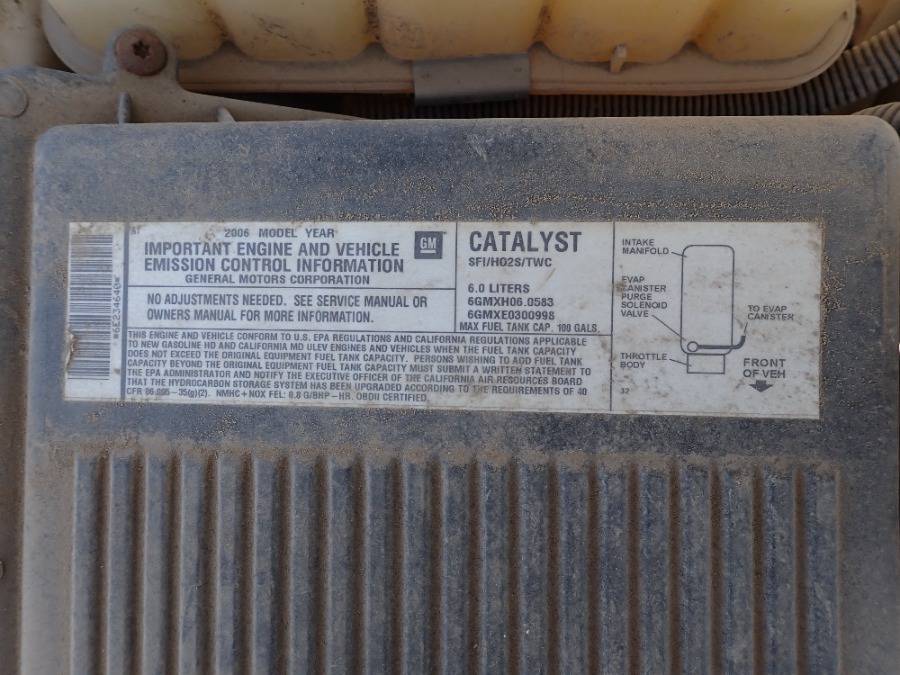 *6E234640*
AT
2006 MODEL YEAR
IMPORTANT ENGINE AND VEHICLE
EMISSION CONTROL INFORMATION
GENERAL MOTORS CORPORATION
GM
NO ADJUSTMENTS NEEDED. SEE SERVICE MANUAL OR
OWNERS MANUAL FOR MORE INFORMATION.
CATALYST
SFI/HO2S/TWC
6.0 LITERS
6GMXH06.0583
6GMXE0300998
MAX FUEL TANK CAP. 100 GALS.
THIS ENGINE AND VEHICLE CONFORM TO U.S. EPA REGULATIONS AND CALIFORNIA REGULATIONS APPLICABLE
TO NEW GASOLINE HD AND CALIFORNIA MD ULEV ENGINES AND VEHICLES WHEN THE FUEL TANK CAPACITY
DOES NOT EXCEED THE ORIGINAL EQUIPMENT FUEL TANK CAPACITY. PERSONS WISHING TO ADD FUEL TANK
CAPACITY BEYOND THE ORIGINAL EQUIPMENT FUEL TANK CAPACITY MUST SUBMIT A WRITTEN STATEMENT TO
THE EPA ADMINISTRATOR AND NOTIFY THE EXECUTIVE OFFICER OF THE CALIFORNIA AIR RESOURCES BOARD
THAT THE HYDROCARBON STORAGE SYSTEM HAS BEEN UPGRADED ACCORDING TO THE REQUIREMENTS OF 40
CFR 86.095-35(g)(2). NMHC+NOX FEL: 0.8 G/BHP-HR. OBDII CERTIFIED.
INTAKE
MANIFOLD
EVAP
CANISTER
PURGE
SOLENOID
VALVE
TO EVAP
CANISTER
THROTTLE
BODY
FRONT
OF VEH
32